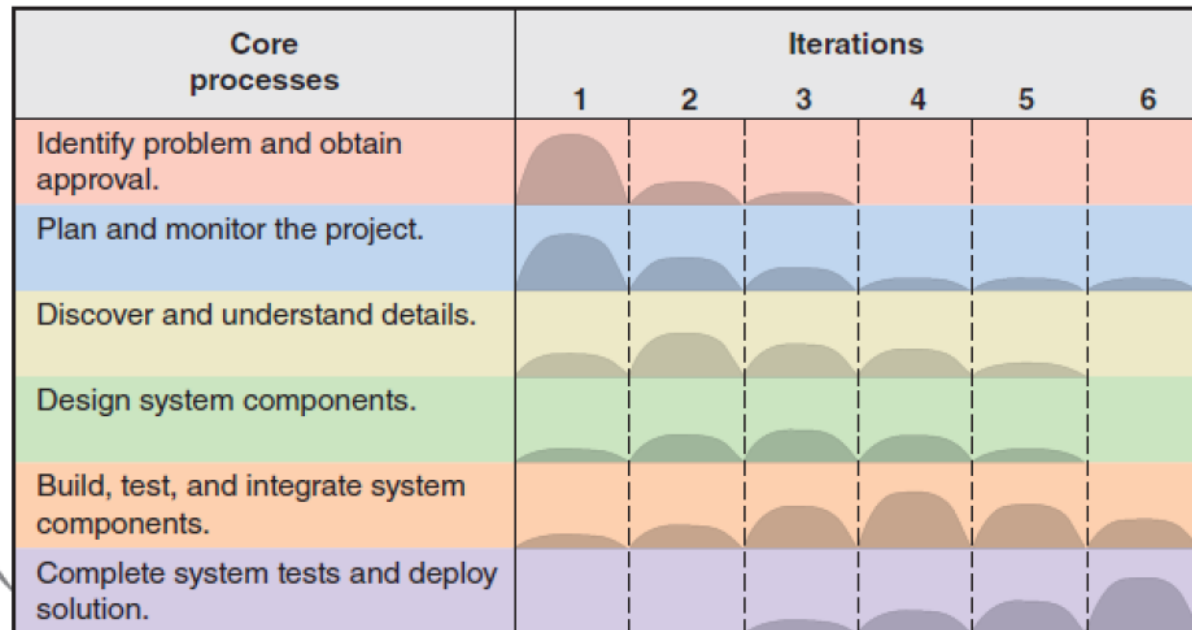 Core
processes
Iterations
1 2 3 4 5 6
Identify problem and obtain
approval.
Plan and monitor the project.
Discover and understand details.
Design system components.
Build, test, and integrate system
components.
Complete system tests and deploy
solution.